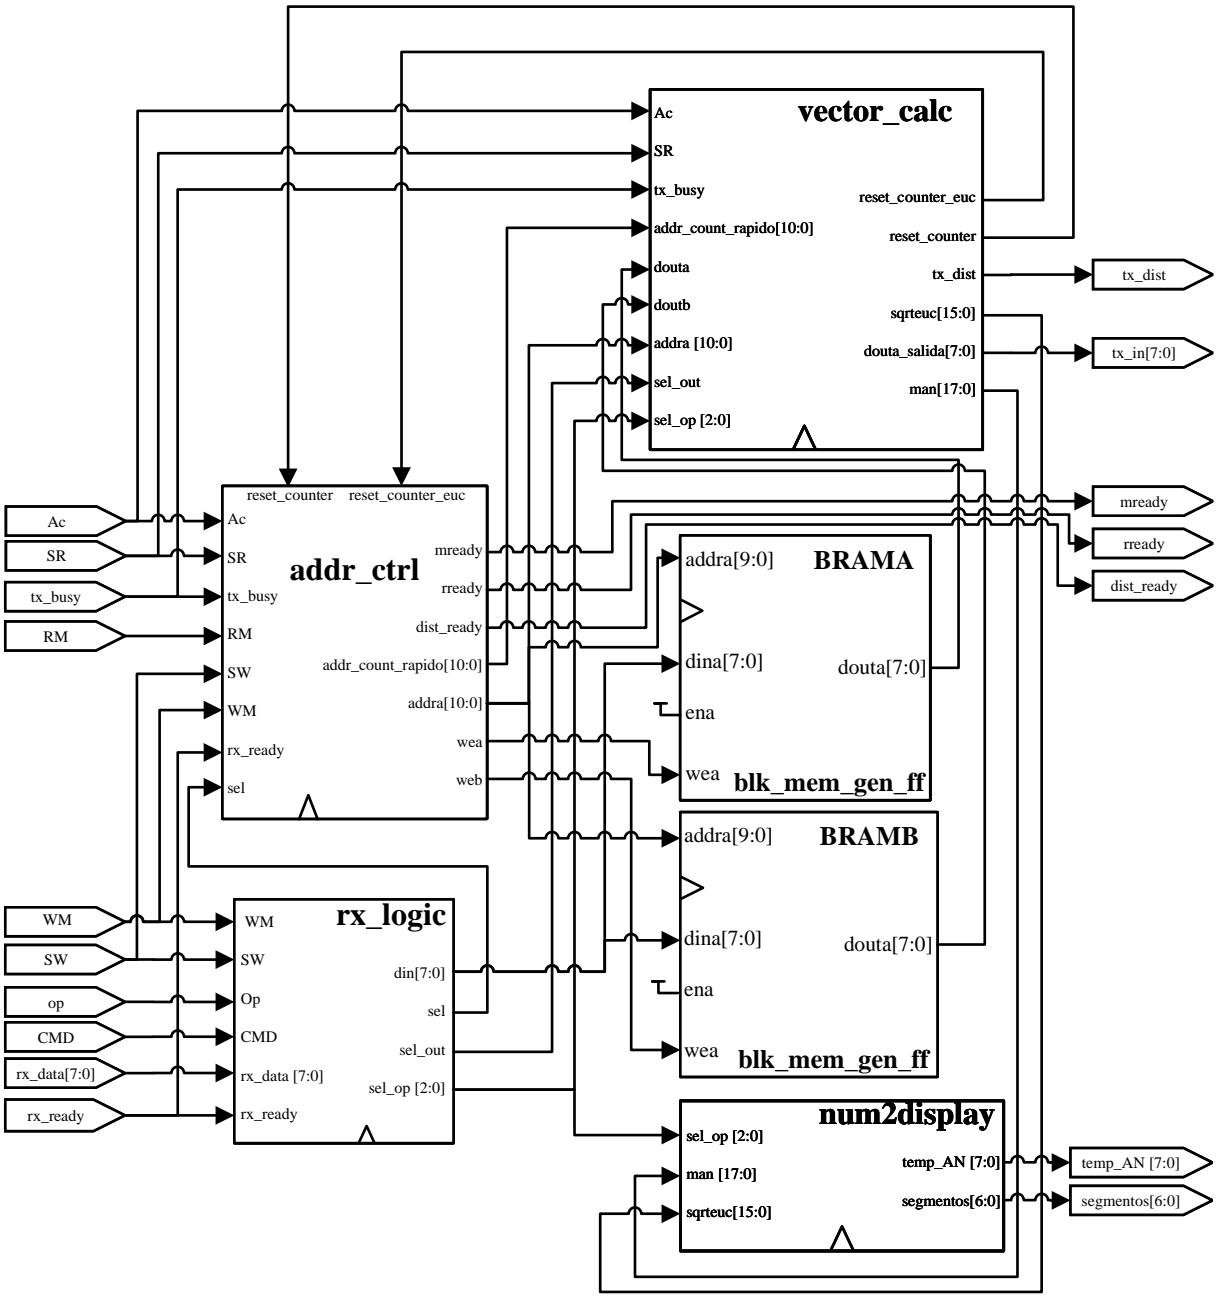 vector_calc
Ac
SR
tx_busy
addr_count_rapido[10:0]
douta
doutb
addra [10:0]
sel_out
sel_op [2:0]
reset_counter_euc
reset_counter
tx_dist
sqrteuc[15:0]
douta_salida[7:0]
man[17:0]
tx_dist
tx_in[7:0]
reset_counter
reset_counter_euc
addr_ctrl
Ac
SR
tx_busy
RM
Ac
SR
tx_busy
RM
SW
WM
rx_ready
sel
mready
rready
dist_ready
addr_count_rapido[10:0]
addra[10:0]
wea
web
mready
rready
dist_ready
addra[9:0]
BRAMA
dina[7:0]
douta[7:0]
ena
wea
blk_mem_gen_ff
addra[9:0]
BRAMB
dina[7:0]
douta[7:0]
ena
wea
blk_mem_gen_ff
WM
SW
op
CMD
rx_data[7:0]
rx_ready
rx_logic
WM
SW
Op
CMD
rx_data [7:0]
rx_ready
din[7:0]
sel
sel_out
sel_op [2:0]
num2display
sel_op [2:0]
man [17:0]
sqrteuc[15:0]
temp_AN [7:0]
segmentos[6:0]
temp_AN [7:0]
segmentos[6:0]